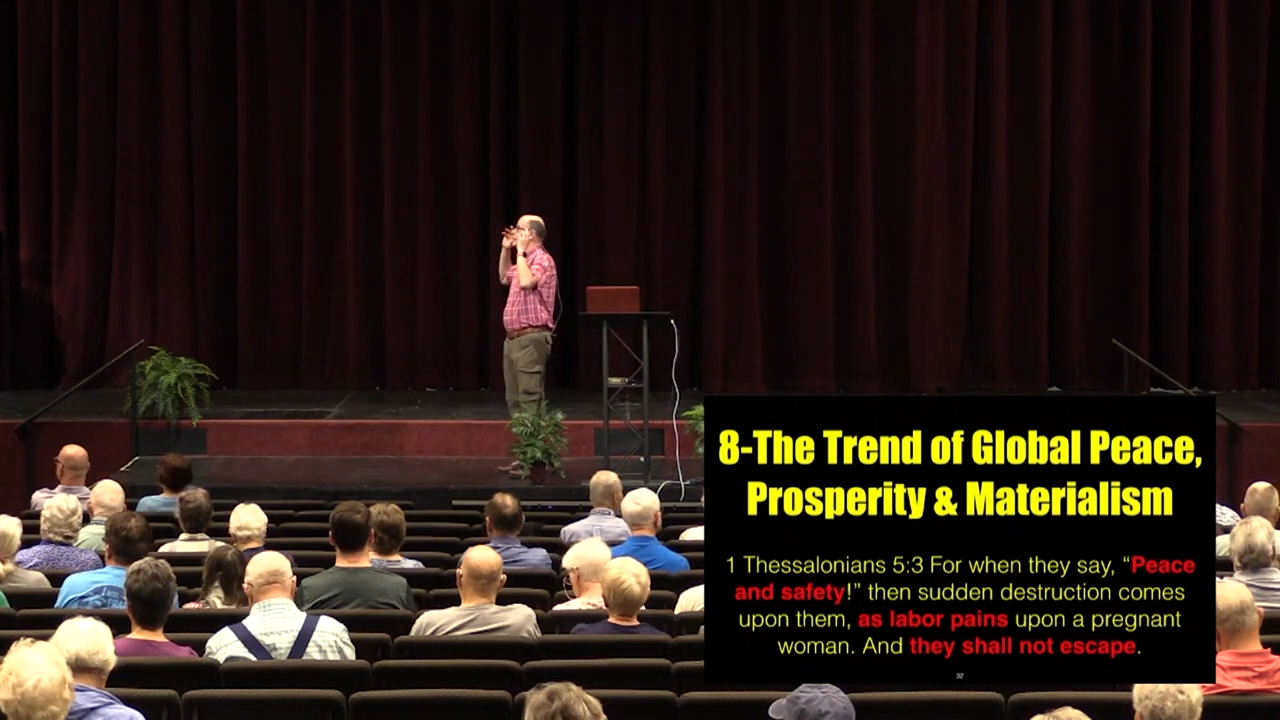 8-The Trend of Global Peace,
Prosperity & Materialism
1 Thessalonians 5:3 For when they say, “Peace
and safety!” then sudden destruction comes
upon them, as labor pains upon a pregnant
woman. And they shall not escape.
32